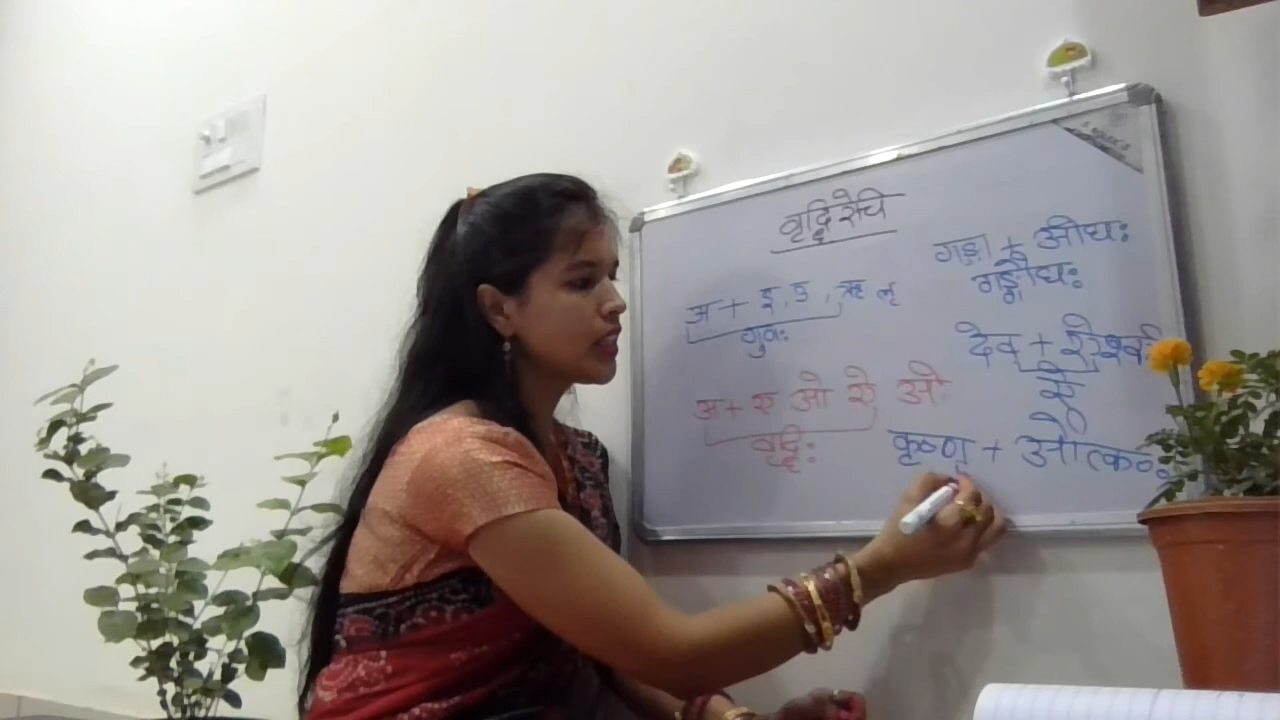 वृद्धिरेचि
अ + इ, उ, ऋ लृ
गुणः
अ + ए ओ ऐ औ
वृद्धिः
गङ्गा + ओघः
गङ्गौघः
देव + ऐश्वर्
ऐ
कृष्ण + औत्कण्